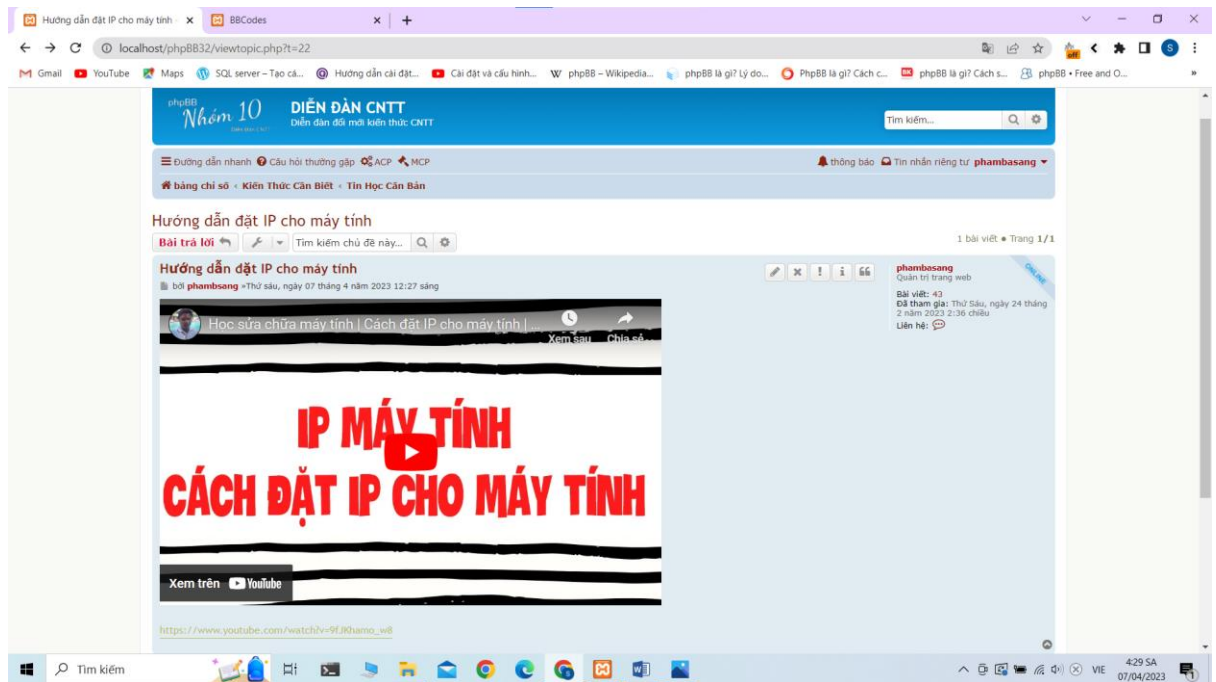 Hướng dẫn đặt IP cho máy tính
BBCodes
localhost/phpBB32/viewtopic.php?t=22
off
S
Gmail
YouTube
Maps
SQL server – Tạo cá...
Hướng dẫn cài đặt...
Cài đặt và cấu hình...
W phpBB – Wikipedia...
phpBB là gì? Lý do...
PhpBB là gì? Cách c...
phpBB là gì? Cách s...
phpBB • Free and O...
»
phpBB
Nhóm 10
DIỄN ĐÀN CNTT
Diễn đàn đổi mới kiến thức CNTT
Tìm kiếm...
Đường dẫn nhanh Câu hỏi thường gặp ACP MCP
thông báo Tin nhắn riêng tư phambasang
bảng chỉ số ‹ Kiến Thức Cần Biết ‹ Tin Học Căn Bản
Hướng dẫn đặt IP cho máy tính
Bài trả lời
Tìm kiếm chủ đề này...
1 bài viết • Trang 1/1
Hướng dẫn đặt IP cho máy tính
bởi phambsang »Thứ sáu, ngày 07 tháng 4 năm 2023 12:27 sáng
phambasang
Quản trị trang web
Bài viết: 43
Đã tham gia: Thứ Sáu, ngày 24 tháng
2 năm 2023 2:36 chiều
Liên hệ:
ONLINE
Học sửa chữa máy tính | Cách đặt IP cho máy tính | ...
Xem sau
Chia sẻ
IP MÁY TÍNH
CÁCH ĐẶT IP CHO MÁY TÍNH
Xem trên YouTube
Tìm kiếm
VIE
4:29 SA
07/04/2023